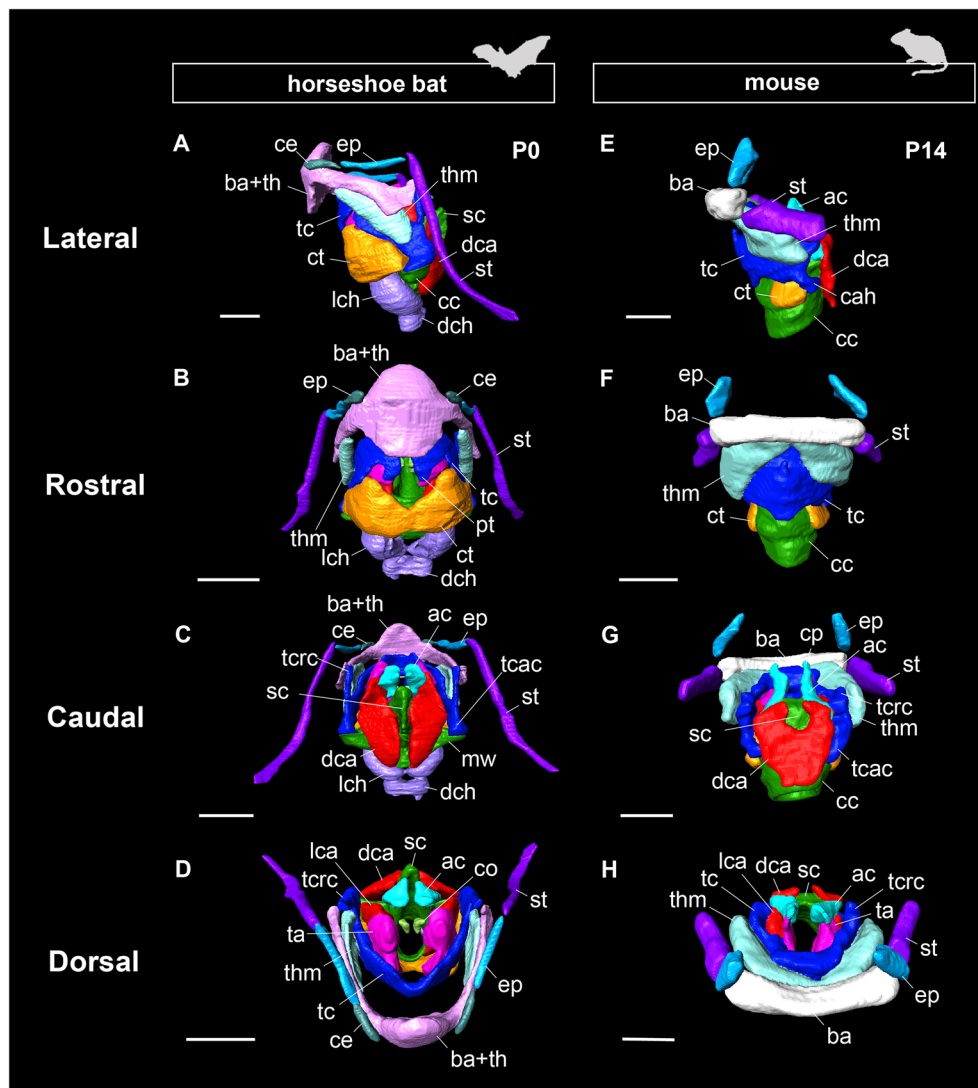 horseshoe bat
mouse
Lateral
A
P0
ce
ep
ba+th
thm
tc
sc
ct
dca
st
lch
cc
dch
E
P14
ep
st
ba
ac
thm
tc
dca
ct
cah
cc
Rostral
B
ba+th
ep
ce
st
tc
thm
pt
lch
ct
dch
F
ep
ba
st
thm
ct
tc
cc
Caudal
C
ba+th
ac
ce
ep
tcrc
tcac
sc
st
dca
mw
lch
dch
G
ba
cp
ep
ac
st
tcrc
thm
sc
dca
tcac
cc
Dorsal
D
sc
lca
dca
ac
co
tcrc
st
ta
thm
tc
ep
ce
ba+th
H
lca
dca
sc
ac
tc
tcrc
thm
ta
st
ep
ba